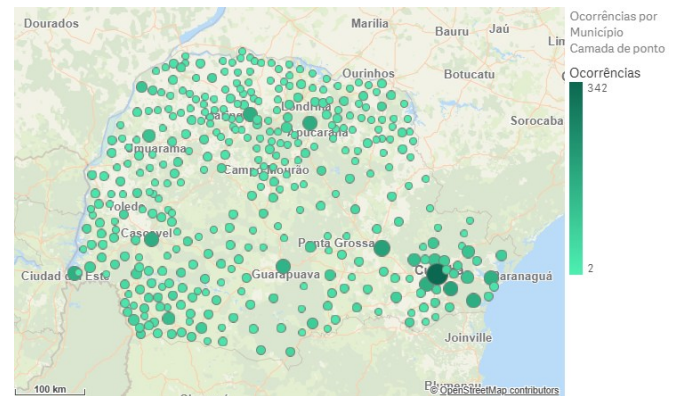 Dourados
Marília
Bauru
Jaú
Ourinhos
Botucatu
Sorocaba
Londrina
Apucarana
Umuarama
Campo Mourão
Toledo
Cascavel
Ponta Grossa
Ciudad del Este
Guarapuava
Paranaguá
Joinville
Blumenau
100 km
© OpenStreetMap contributors
Ocorrências por
Município
Camada de ponto
Ocorrências
342
2